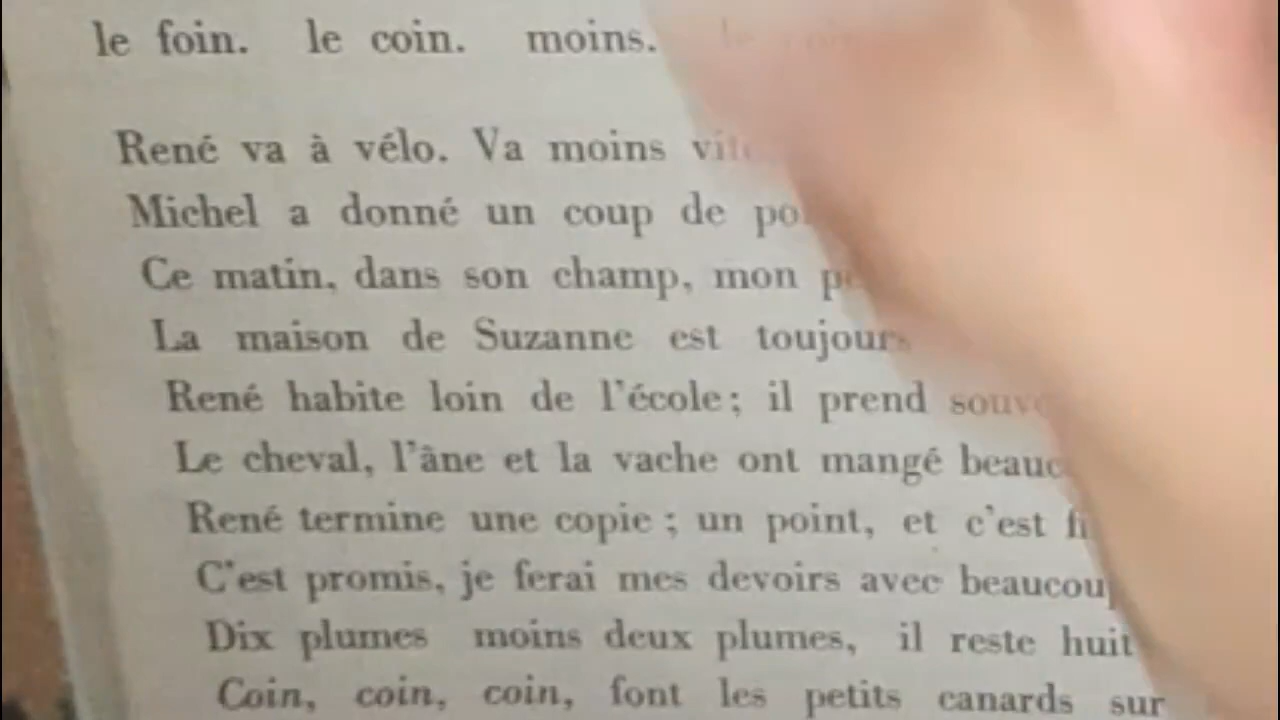 le foin. le coin. moins.
René va à vélo. Va moins
Michel a donné un coup de
Ce matin, dans son champ, mon
La maison de Suzanne est toujours
René habite loin de l'école; il prend
Le cheval, l'âne et la vache ont mangé
René termine une copie ; un point, et c'est
C'est promis, je ferai mes devoirs avec
Dix plumes moins deux plumes, il reste huit
Coin, coin, coin, font les petits canards sur